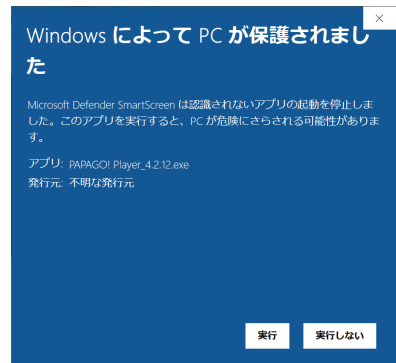 Windows によって PC が保護されまし
た
Microsoft Defender SmartScreen は認識されないアプリの起動を停止しま
した。このアプリを実行すると、PC が危険にさらされる可能性がありま
す。
アプリ: PAPAGO! Player_4.2.12.exe
発行元: 不明な発行元
実行
実行しない